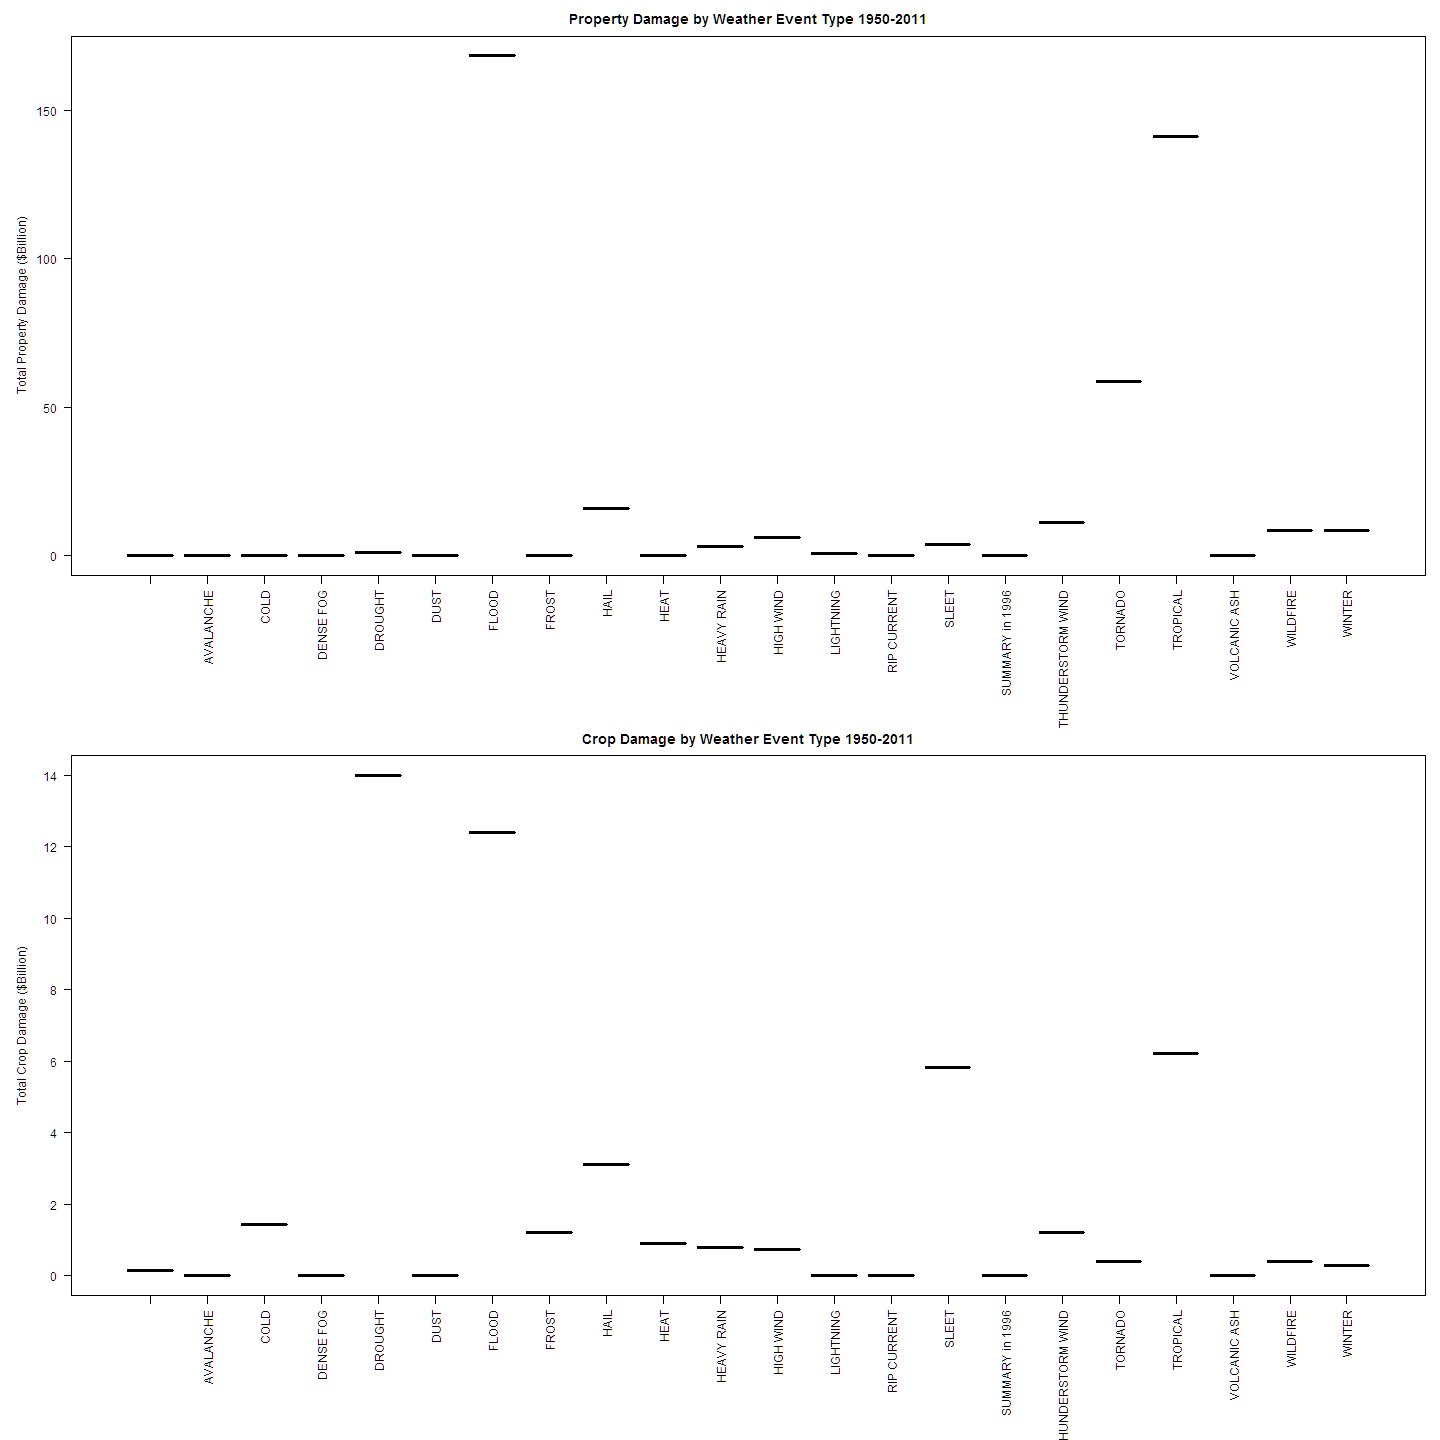 Property Damage by Weather Event Type 1950-2011
Total Property Damage ($Billion)
150
100
50
0
AVALANCHE
COLD
DENSE FOG
DROUGHT
DUST
FLOOD
FROST
HAIL
HEAT
HEAVY RAIN
HIGH WIND
LIGHTNING
RIP CURRENT
SLEET
SUMMARY in 1996
THUNDERSTORM WIND
TORNADO
TROPICAL
VOLCANIC ASH
WILDFIRE
WINTER
Crop Damage by Weather Event Type 1950-2011
Total Crop Damage ($Billion)
14
12
10
8
6
4
2
0
AVALANCHE
COLD
DENSE FOG
DROUGHT
DUST
FLOOD
FROST
HAIL
HEAT
HEAVY RAIN
HIGH WIND
LIGHTNING
RIP CURRENT
SLEET
SUMMARY in 1996
HUNDERSTORM WIND
TORNADO
TROPICAL
VOLCANIC ASH
WILDFIRE
WINTER